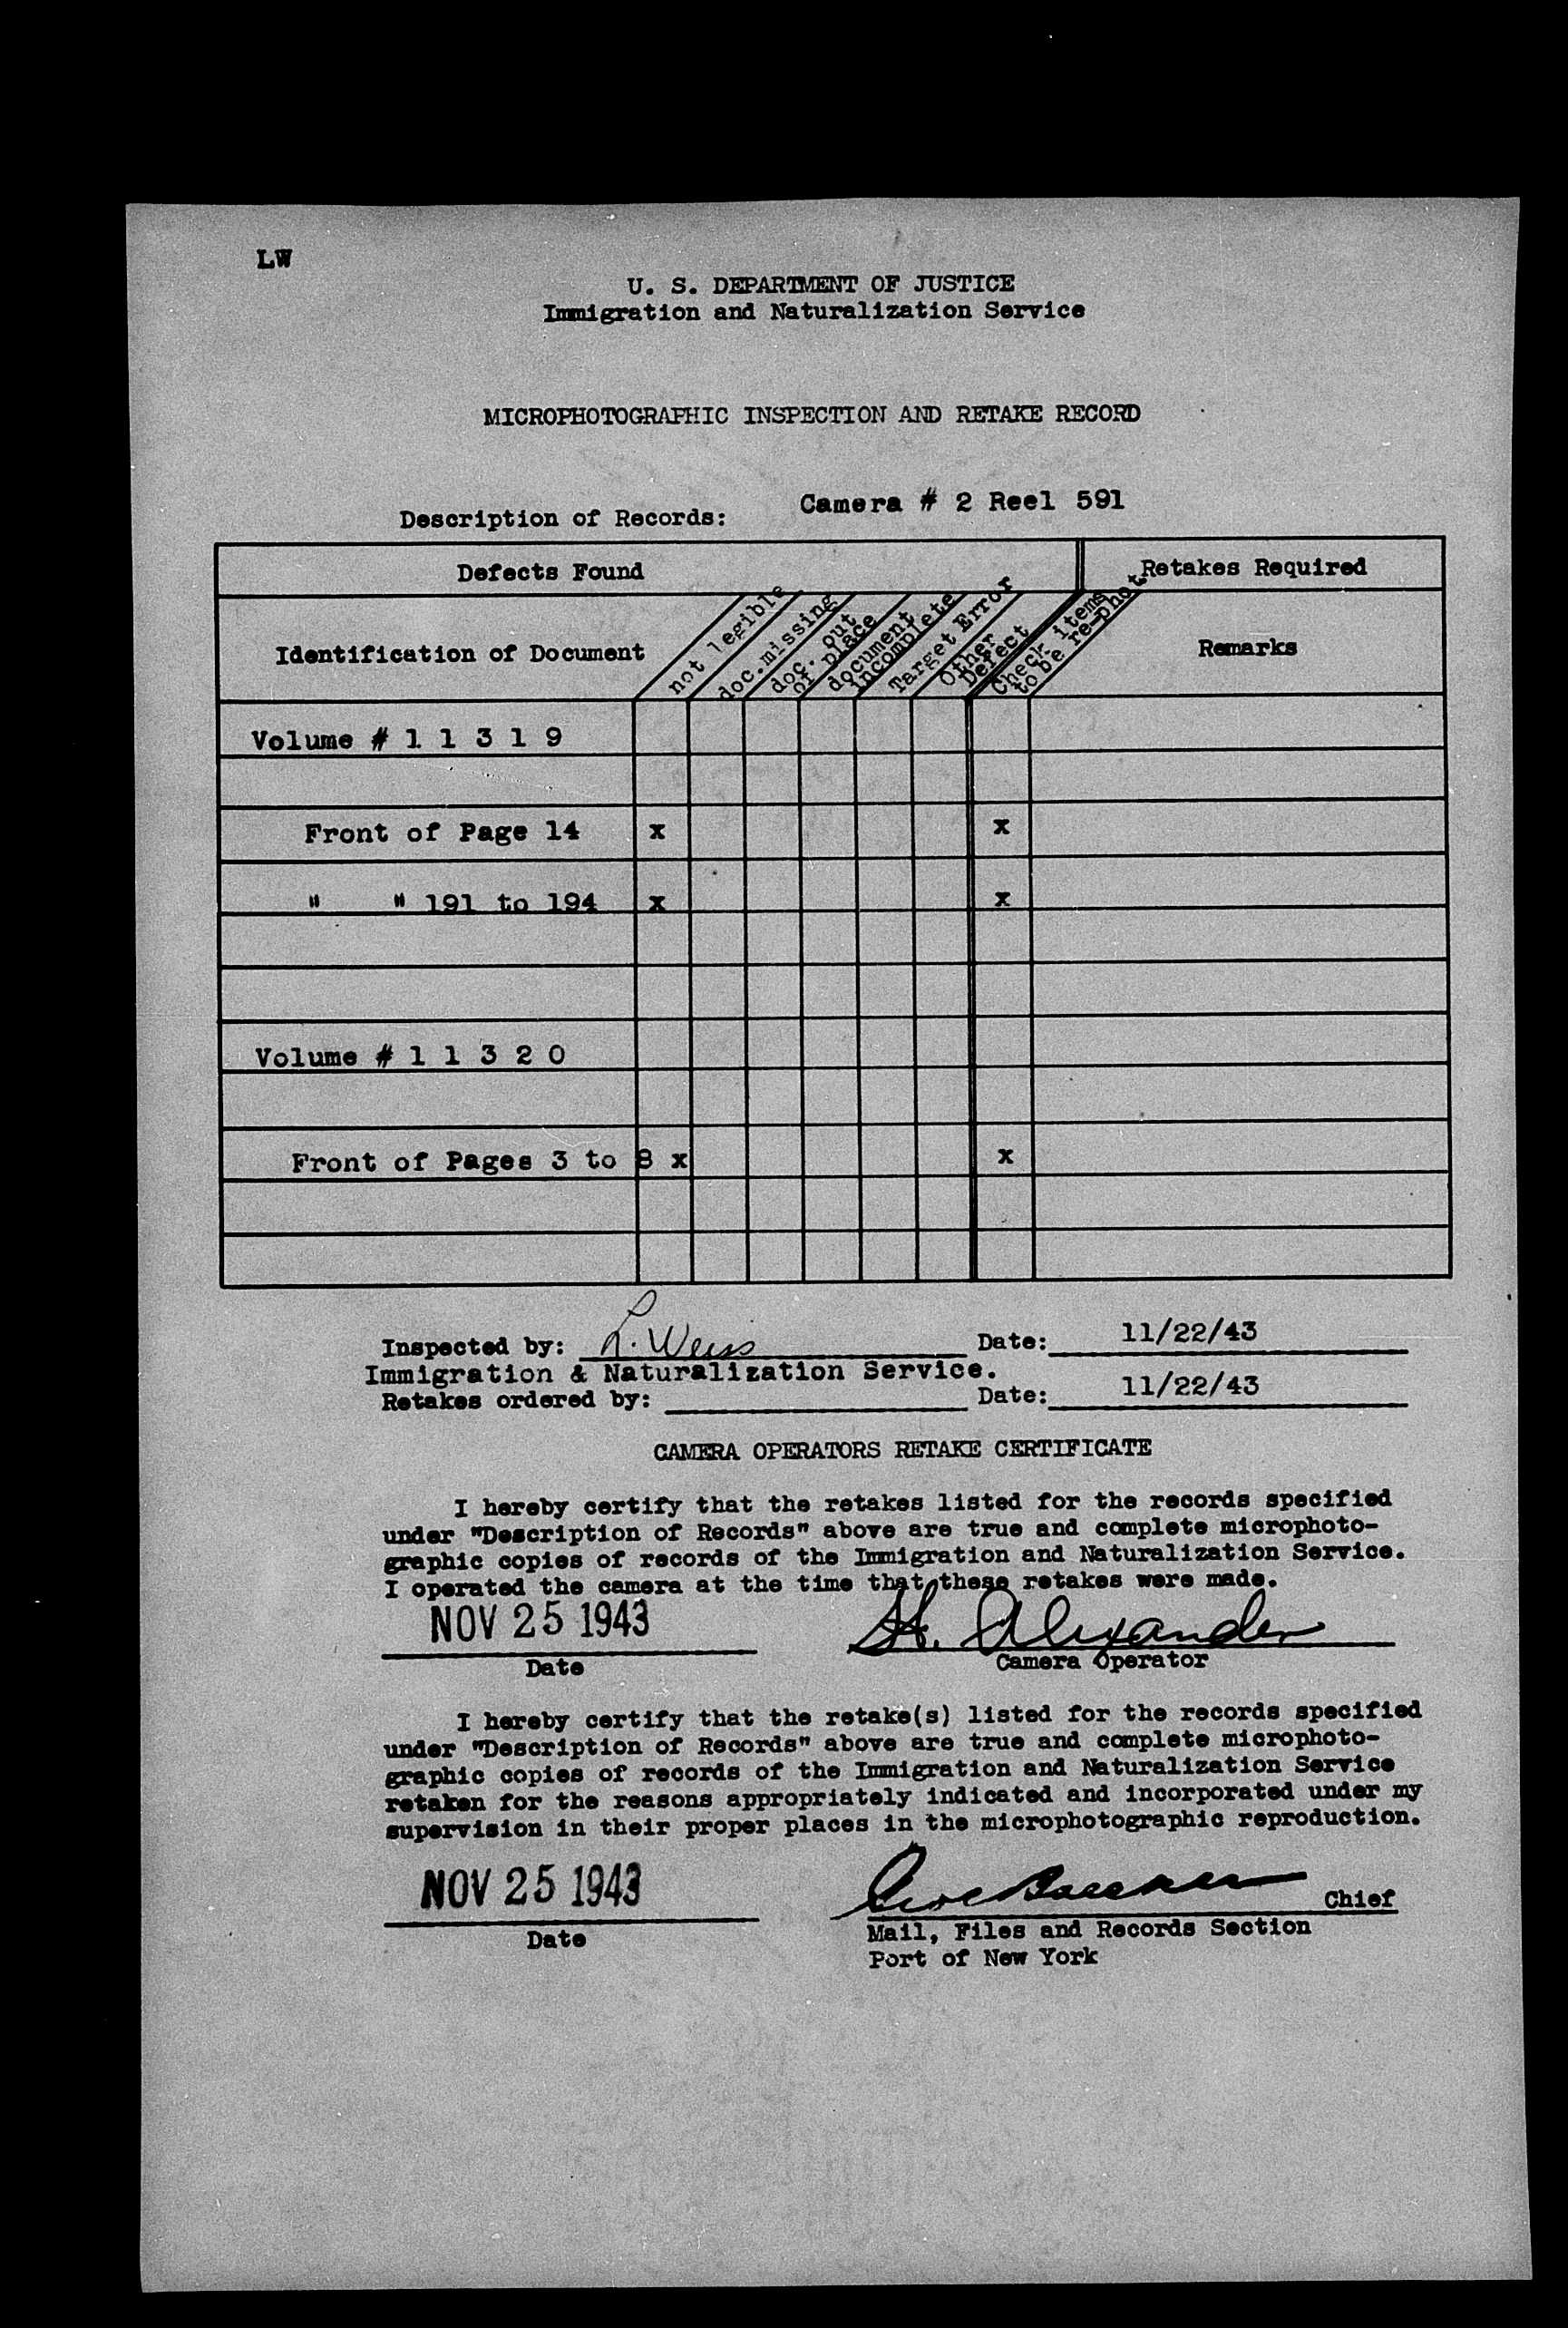 LW
U. S. DEPARTMENT OF JUSTICE
Immigration and Naturalization Service
MICROPHOTOGRAPHIC INSPECTION AND RETAKE RECORD
Description of Records: Camera # 2 Reel 591
Defects Found Retakes Required
Identification of Document
not legible
doc.missing
doc. out
of place
document
incomplete
Target Error
Other
Defect
Check items
to be re-phot
Remarks
Volume # 1 1 3 1 9
Front of Page 14 x x
" " 191 to 194 x x
Volume # 1 1 3 2 0
Front of Pages 3 to 8 x x
Inspected by: L. Weiss Date: 11/22/43
Immigration & Naturalization Service.
Retakes ordered by: Date: 11/22/43
CAMERA OPERATORS RETAKE CERTIFICATE
I hereby certify that the retakes listed for the records specified
under "Description of Records" above are true and complete microphoto-
graphic copies of records of the Immigration and Naturalization Service.
I operated the camera at the time that these retakes were made.
NOV 25 1943 H. Alexander
Date Camera Operator
I hereby certify that the retake(s) listed for the records specified
under "Description of Records" above are true and complete microphoto-
graphic copies of records of the Immigration and Naturalization Service
retaken for the reasons appropriately indicated and incorporated under my
supervision in their proper places in the microphotographic reproduction.
NOV 25 1943 Chief
Date Mail, Files and Records Section
Port of New York